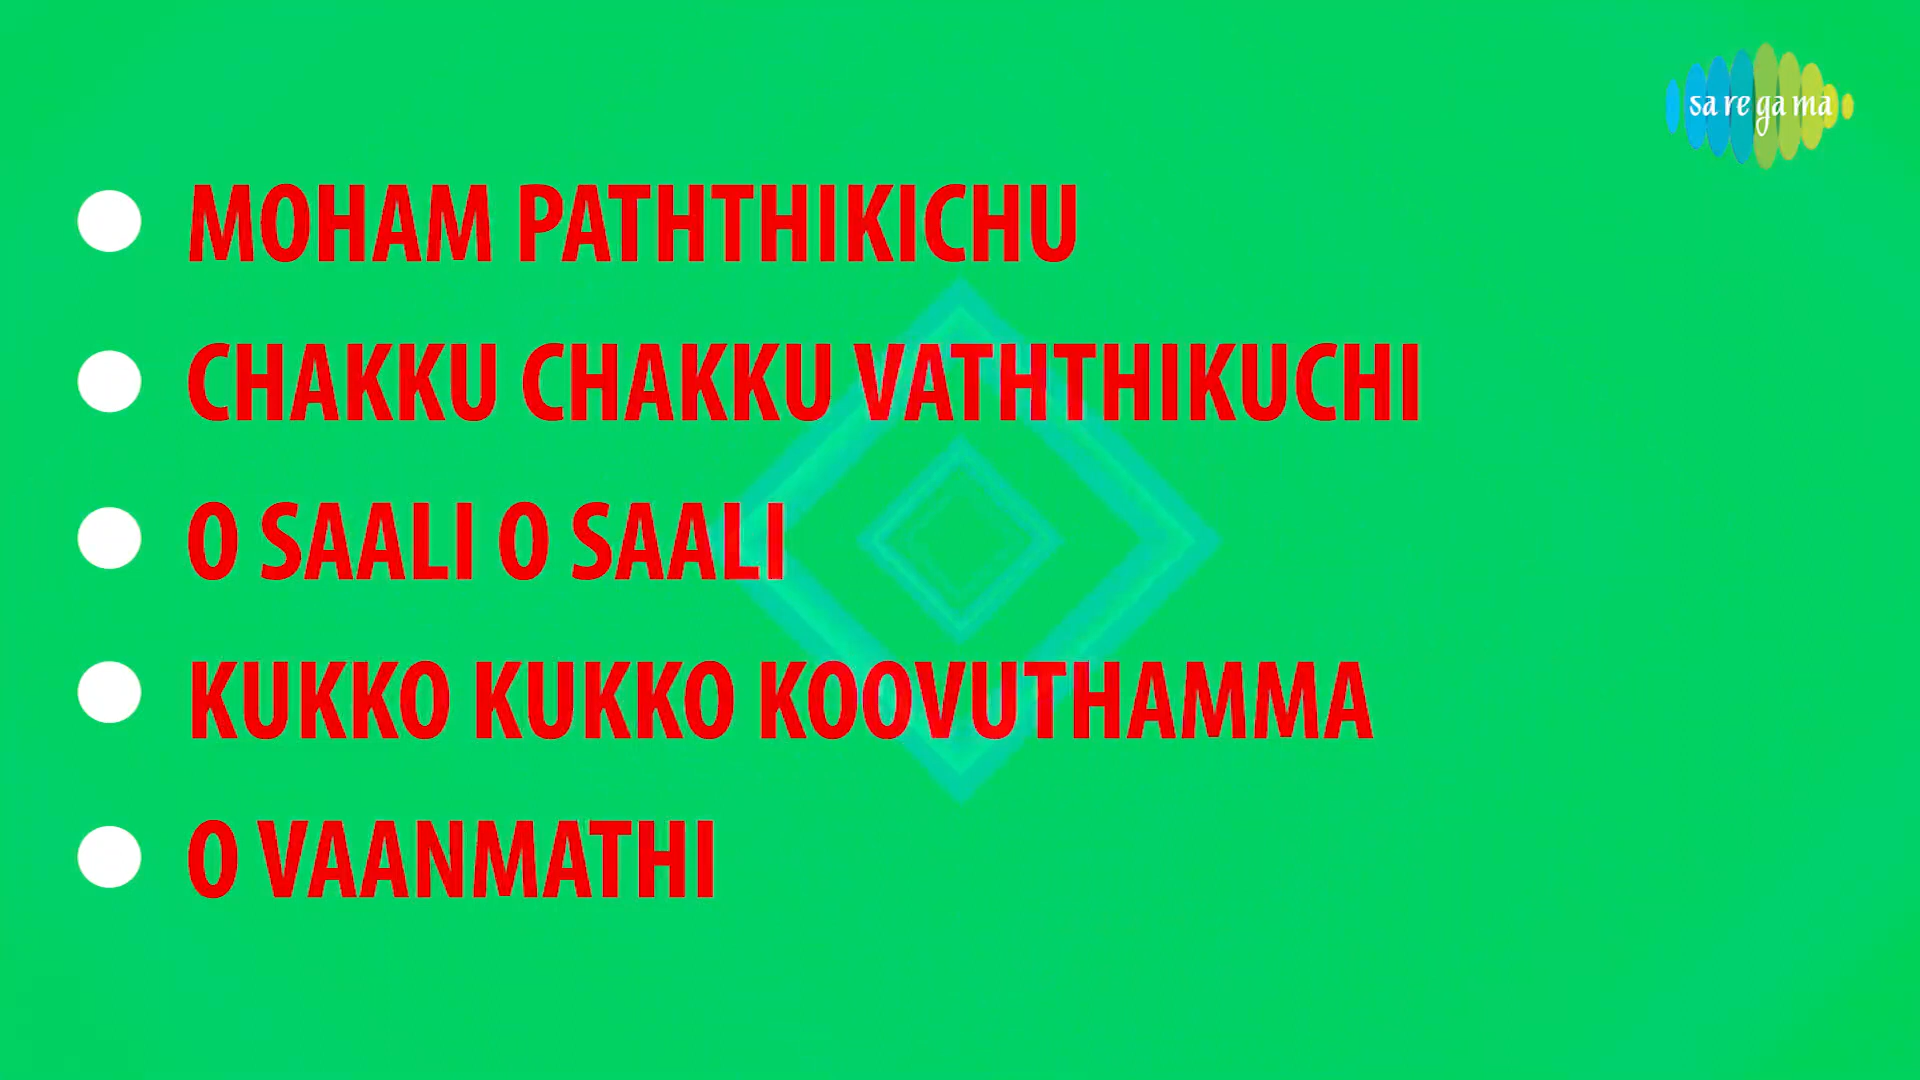 sa re ga ma
MOHAM PATHTHIKICHU
CHAKKU CHAKKU VATHTHIKUCHI
O SAALI O SAALI
KUKKO KUKKO KOOVUTHAMMA
O VAANMATHI